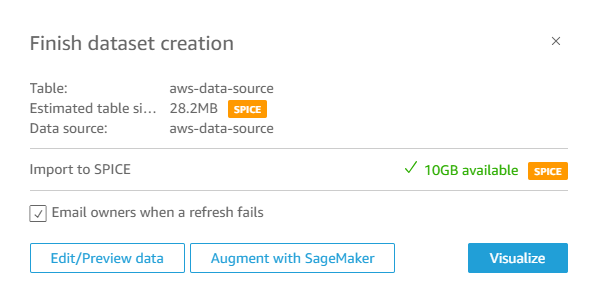 Finish dataset creation
Table: aws-data-source
Estimated table si... 28.2MB SPICE
Data source: aws-data-source
Import to SPICE 10GB available SPICE
Email owners when a refresh fails
Edit/Preview data Augment with SageMaker Visualize